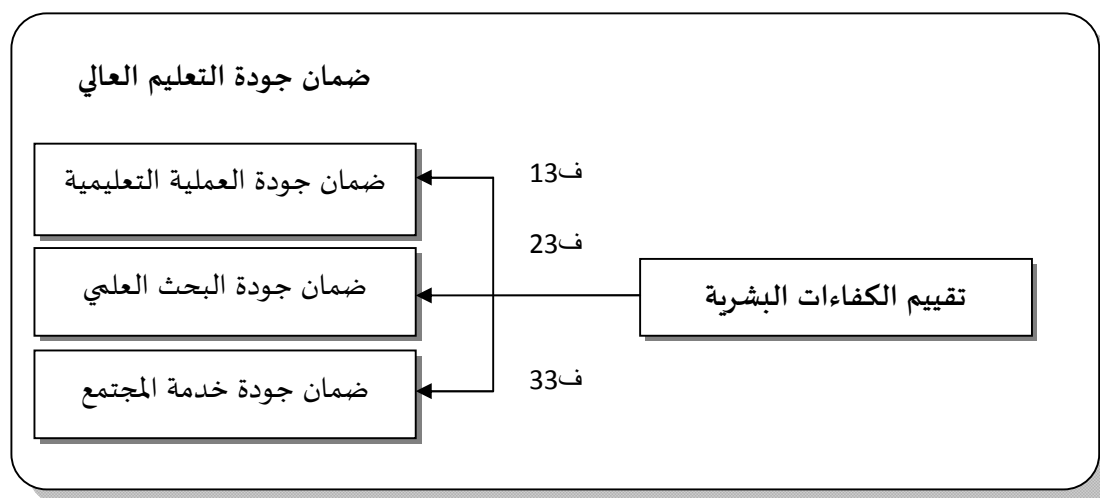 ضمان جودة التعليم العالي
ضمان جودة العملية التعليمية
ف13
ف23
ضمان جودة البحث العلمي
تقييم الكفاءات البشرية
ف33
ضمان جودة خدمة المجتمع